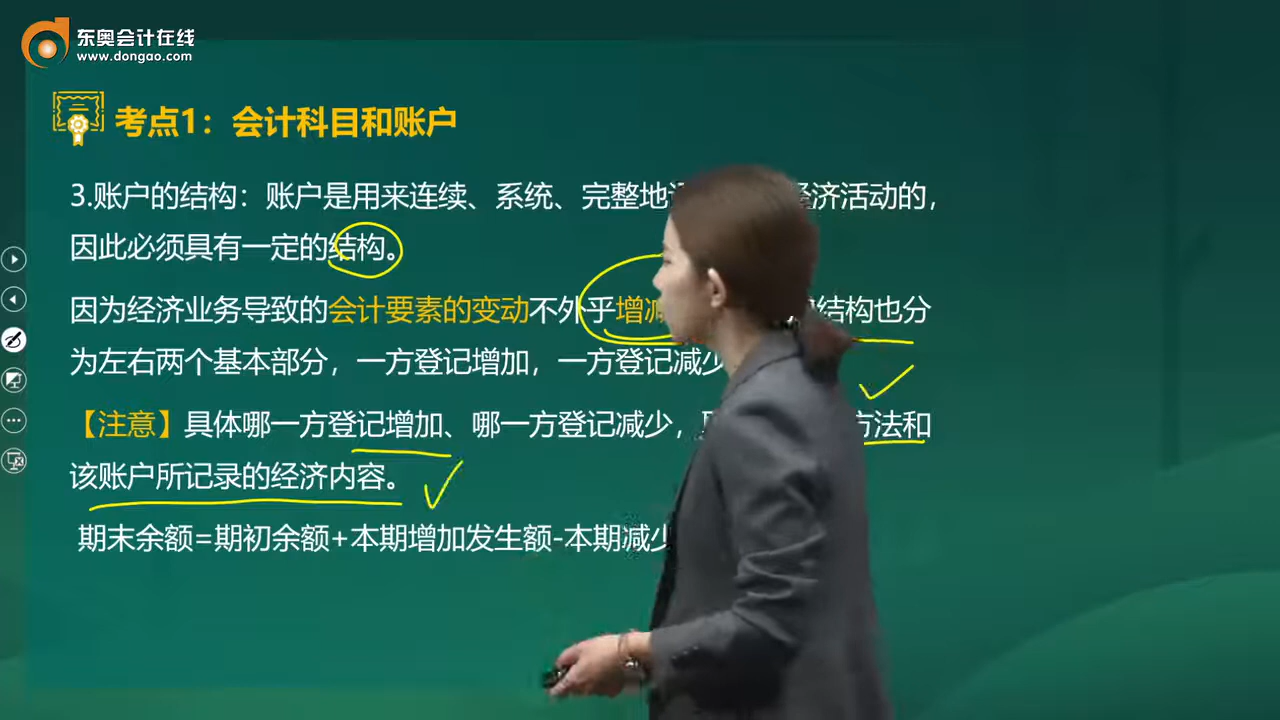 东奥会计在线
www.dongao.com
考点1：会计科目和账户
3.账户的结构：账户是用来连续、系统、完整地 经济活动的，
因此必须具有一定的结构。
因为经济业务导致的会计要素的变动不外乎增减 结构也分
为左右两个基本部分，一方登记增加，一方登记减少
【注意】具体哪一方登记增加、哪一方登记减少， 方法和
该账户所记录的经济内容。
期末余额=期初余额+本期增加发生额-本期减少